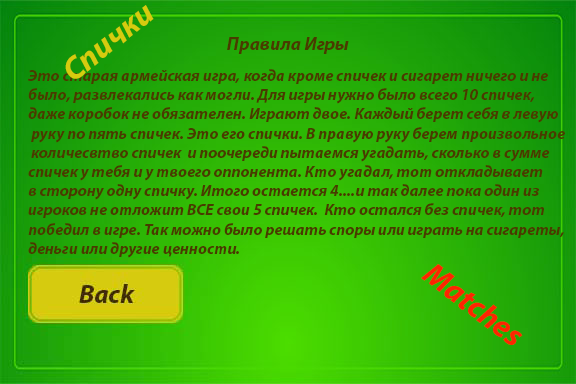 Спички
Правила Игры
Это старая армейская игра, когда кроме спичек и сигарет ничего и не
было, развлекались как могли. Для игры нужно было всего 10 спичек,
даже коробок не обязателен. Играют двое. Каждый берет себя в левую
руку по пять спичек. Это его спички. В правую руку берем произвольное
количесвтво спичек и поочереди пытаемся угадать, сколько в сумме
спичек у тебя и у твоего оппонента. Кто угадал, тот откладывает
в сторону одну спичку. Итого остается 4....и так далее пока один из
игроков не отложит ВСЕ свои 5 спичек. Кто остался без спичек, тот
победил в игре. Так можно было решать споры или играть на сигареты,
деньги или другие ценности.
Back
Matches